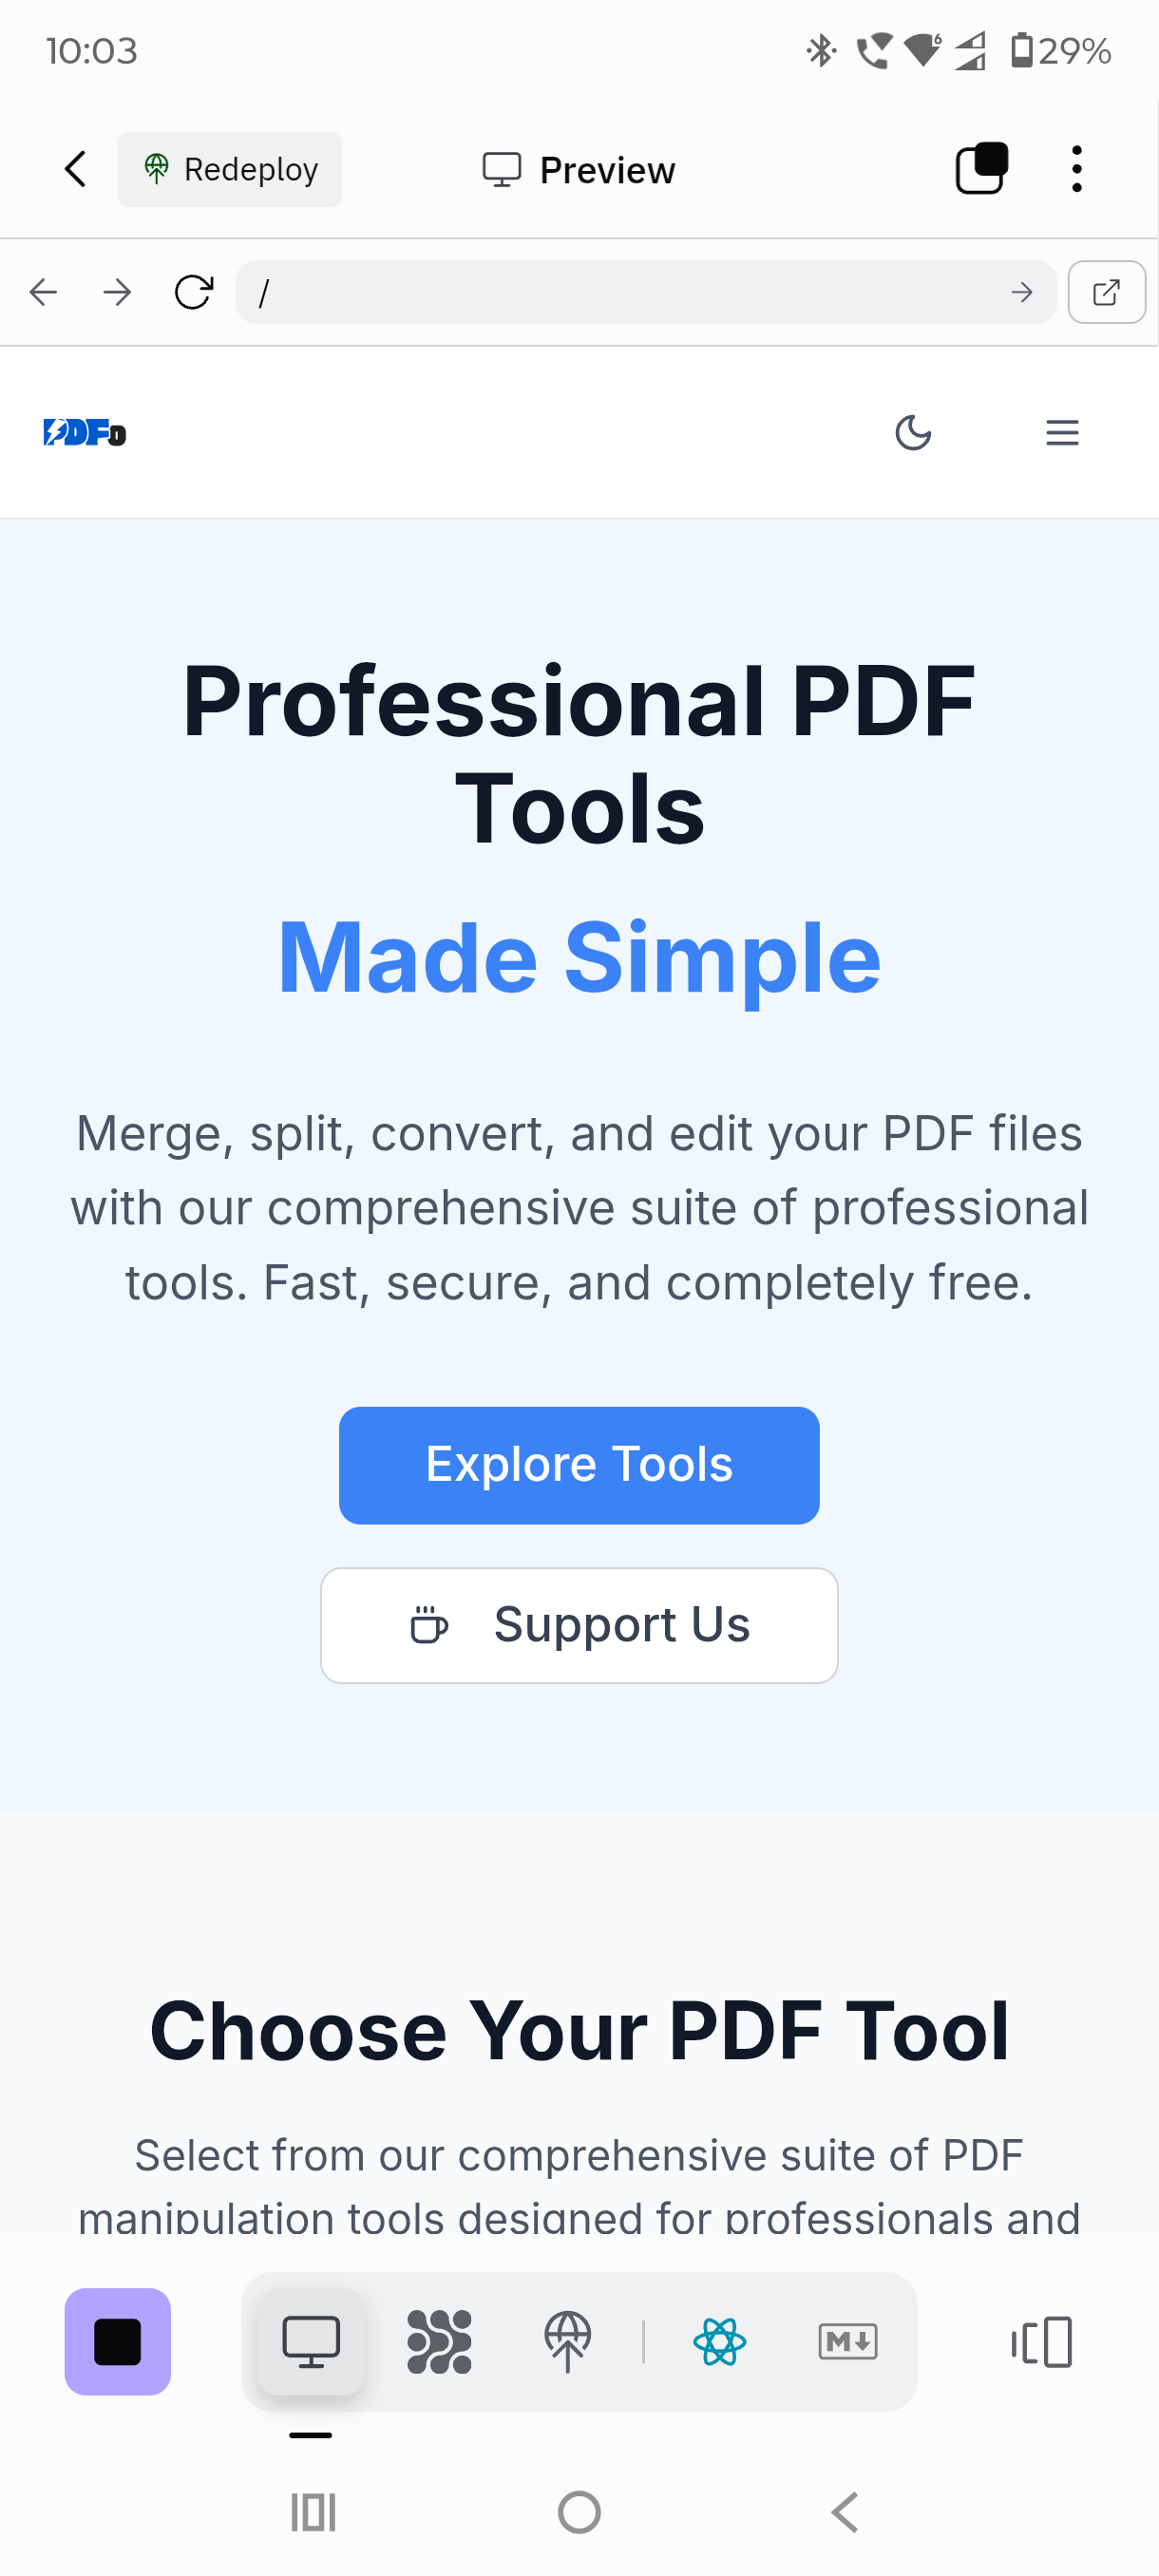 10:03
6
29%
Redeploy
Preview
/
PDFo
Professional PDF
Tools
Made Simple
Merge, split, convert, and edit your PDF files
with our comprehensive suite of professional
tools. Fast, secure, and completely free.
Explore Tools
Support Us
Choose Your PDF Tool
Select from our comprehensive suite of PDF
manipulation tools designed for professionals and
M